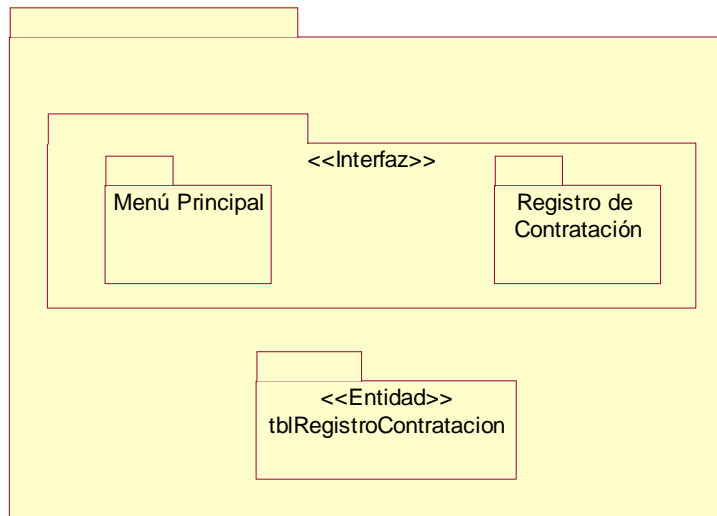 <<Interfaz>>
Menú Principal
Registro de
Contratación
<<Entidad>>
tblRegistroContratacion